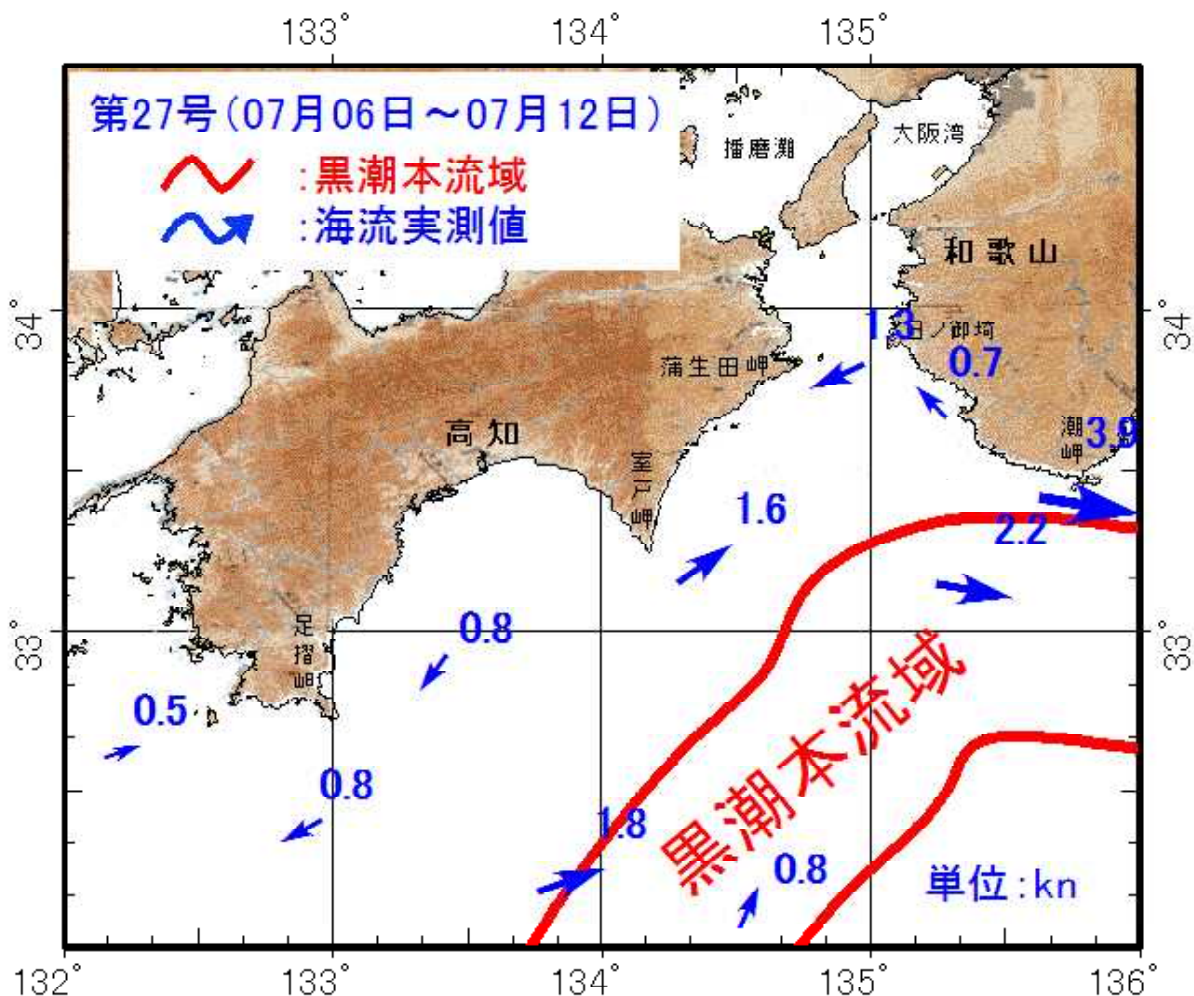 133°
134°
135°
第27号(07月06日～07月12日)
:黒潮本流域
:海流実測値
播磨灘
大阪湾
和歌山
34°
34°
1.3
日ノ御埼
蒲生田岬
0.7
高知
潮岬
3.9
室戸岬
1.6
2.2
33°
33°
足摺岬
0.8
0.5
0.8
1.8
黒潮本流域
0.8
単位:kn
132°
133°
134°
135°
136°